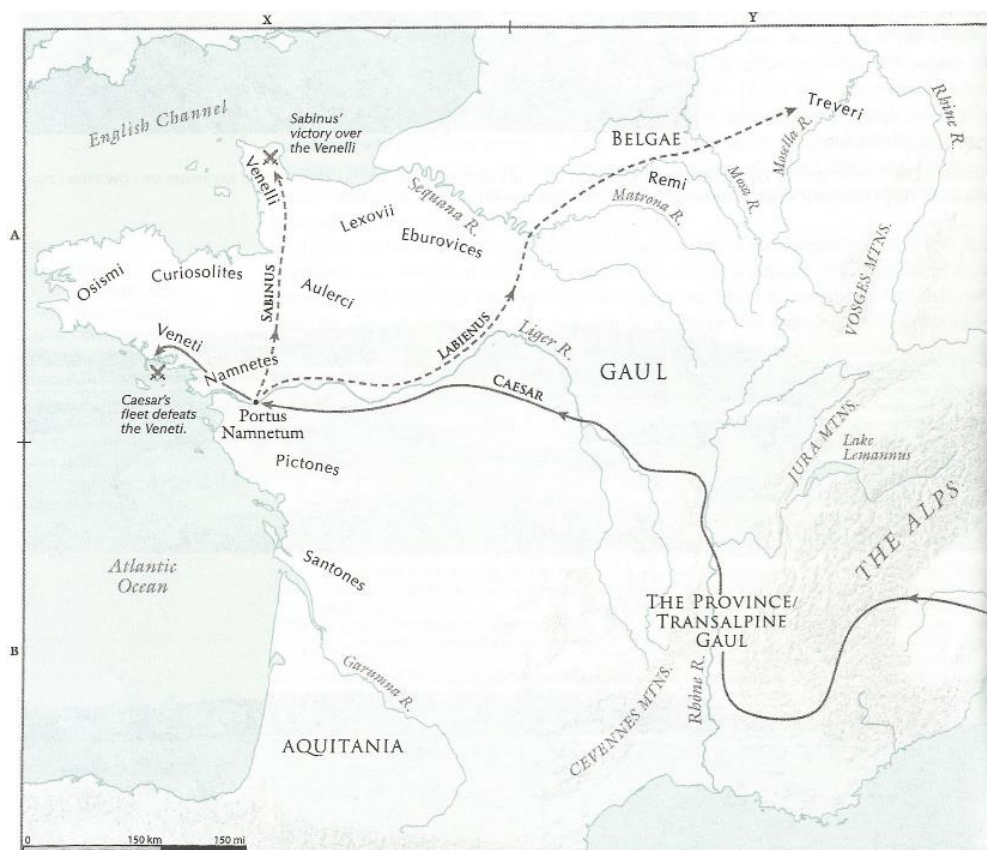 X
Y
English Channel
Sabinus'
victory over
the Venelli
Treveri
Rhine R.
BELGAE
Mosella R.
Venelli
Remi
Mosa R.
Sequana R.
Matrona R.
Lexovii
Eburovices
A
VOSGES MTNS.
Osismi
Curiosolites
SABINUS
Aulerci
Veneti
LABIENUS
Liger R.
Namnetes
GAUL
CAESAR
Caesar's
fleet defeats
the Veneti.
Portus
Namnetum
JURA MTNS.
Lake
Lemannus
Pictones
THE ALPS
Atlantic
Ocean
Santones
THE PROVINCE/
TRANSALPINE
GAUL
B
Garumna R.
Rhône R.
CEVENNES MTNS.
AQUITANIA
0 150 km 150 mi